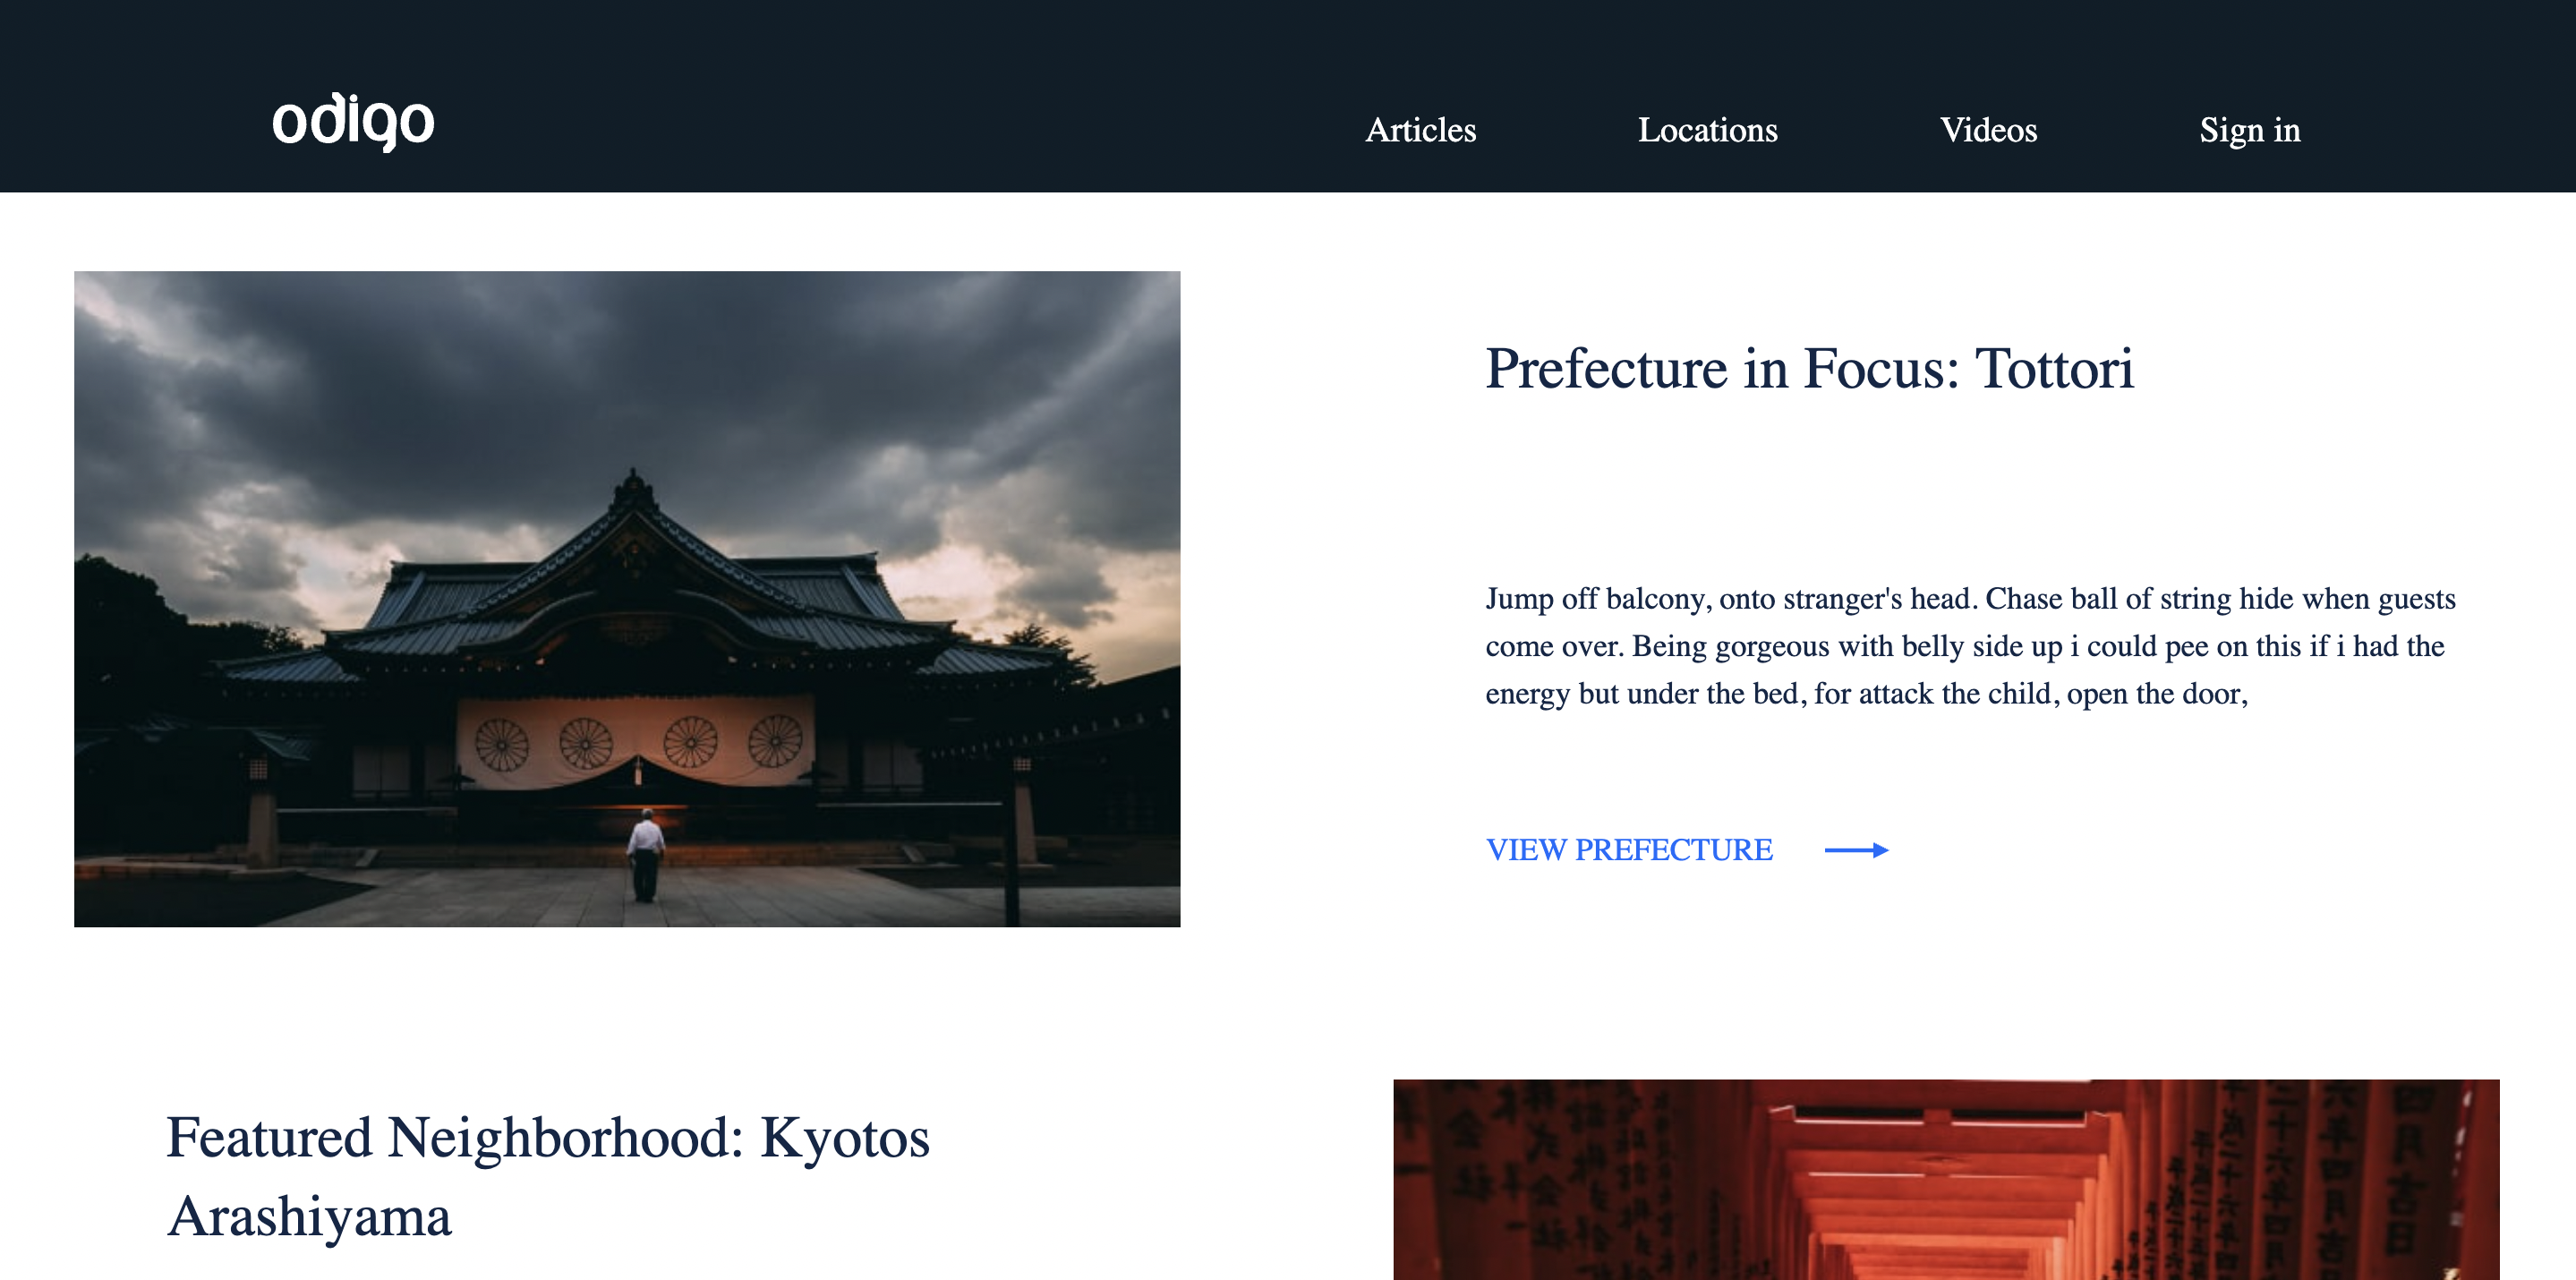 odigo
Articles Locations Videos Sign in
Prefecture in Focus: Tottori
Jump off balcony, onto stranger's head. Chase ball of string hide when guests
come over. Being gorgeous with belly side up i could pee on this if i had the
energy but under the bed, for attack the child, open the door,
VIEW PREFECTURE
Featured Neighborhood: Kyotos
Arashiyama